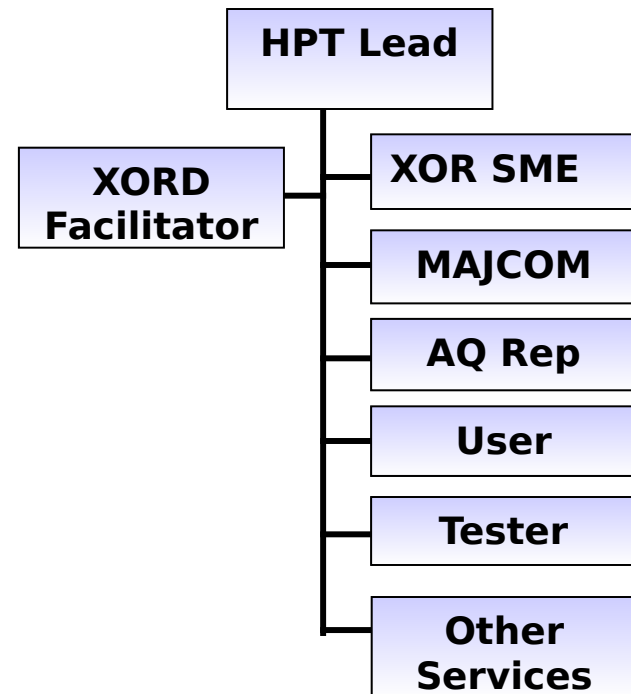 HPT Lead
XORD
Facilitator
XOR SME
MAJCOM
AQ Rep
User
Tester
Other
Services